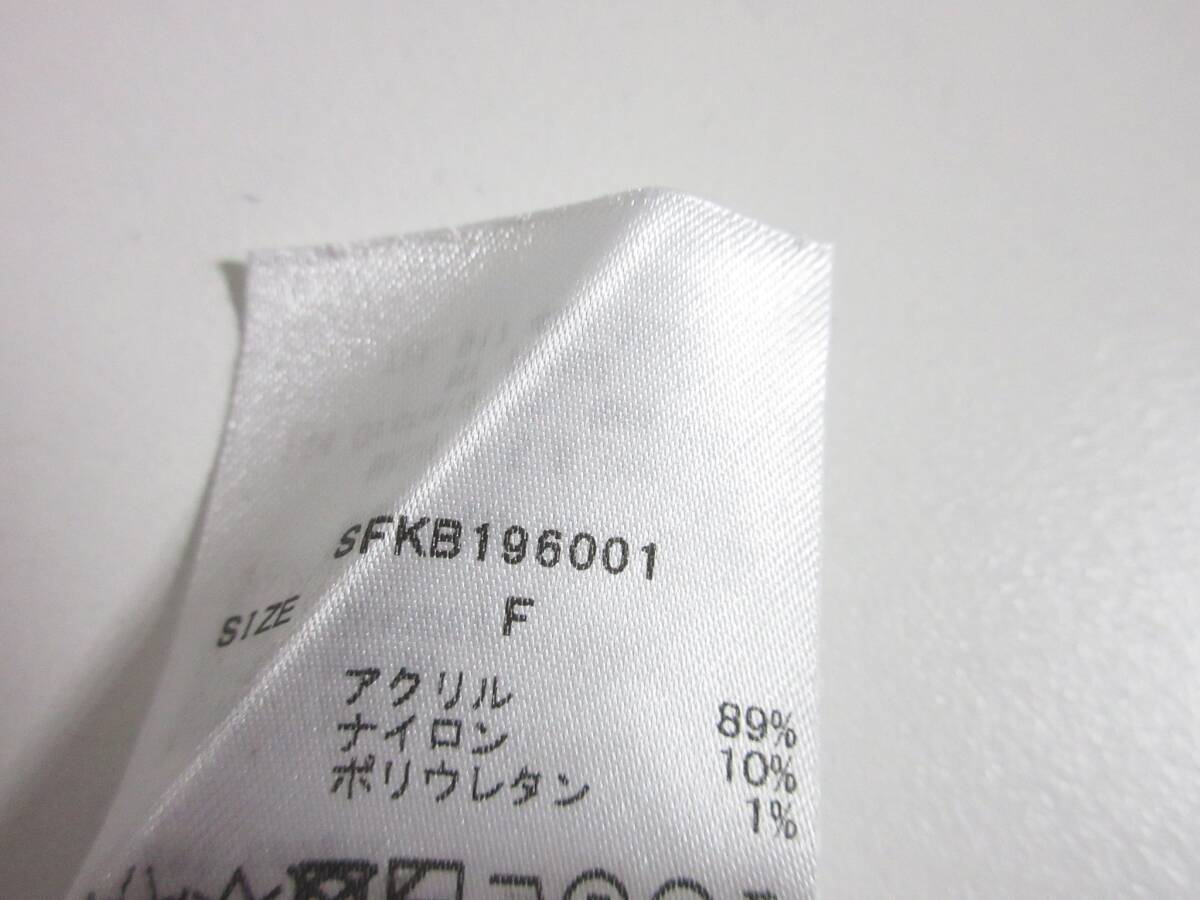 SFKB196001
SIZE F
アクリル 89%
ナイロン 10%
ポリウレタン 1%